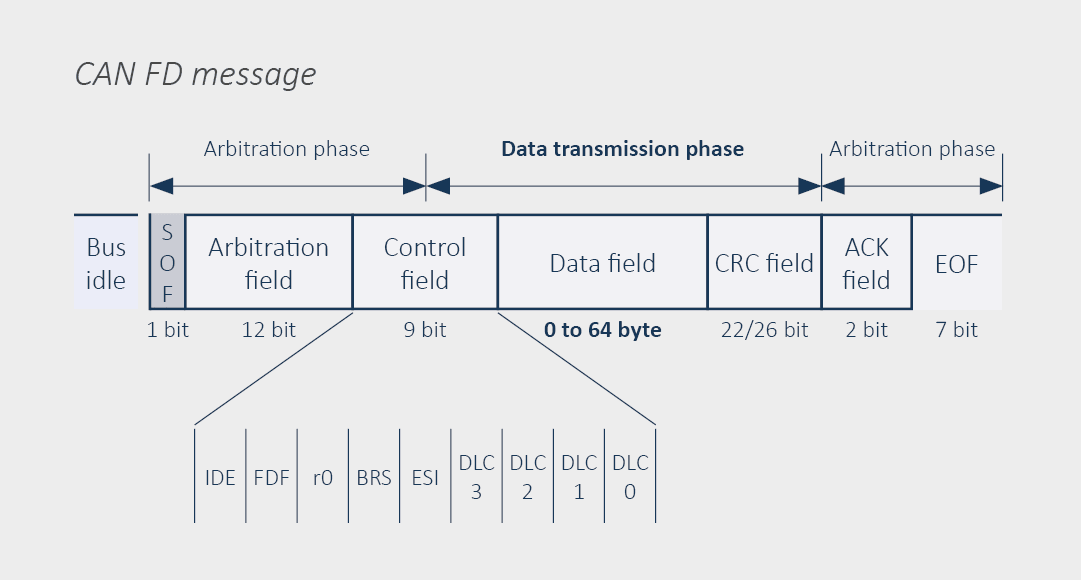 CAN FD message
Arbitration phase
Data transmission phase
Arbitration phase
Bus
idle
S
O
F
Arbitration
field
Control
field
Data field
CRC field
ACK
field
EOF
1 bit
12 bit
9 bit
0 to 64 byte
22/26 bit
2 bit
7 bit
IDE
FDF
r0
BRS
ESI
DLC
3
DLC
2
DLC
1
DLC
0